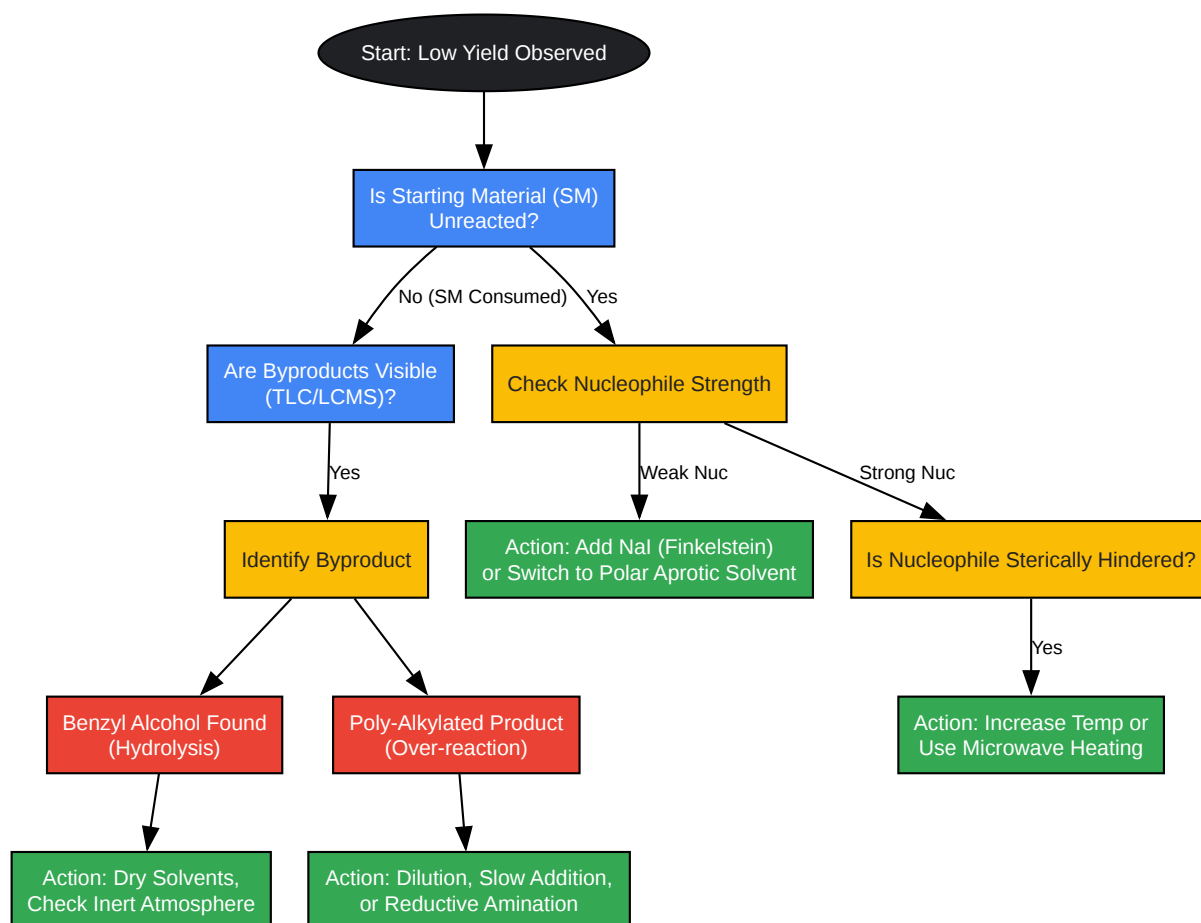 Start: Low Yield Observed
Is Starting Material (SM)
Unreacted?
No (SM Consumed)
Yes
Are Byproducts Visible
(TLC/LCMS)?
Check Nucleophile Strength
Yes
Weak Nuc
Strong Nuc
Identify Byproduct
Action: Add NaI (Finkelstein)
or Switch to Polar Aprotic Solvent
Is Nucleophile Sterically Hindered?
Yes
Benzyl Alcohol Found
(Hydrolysis)
Poly-Alkylated Product
(Over-reaction)
Action: Increase Temp or
Use Microwave Heating
Action: Dry Solvents,
Check Inert Atmosphere
Action: Dilution, Slow Addition,
or Reductive Amination